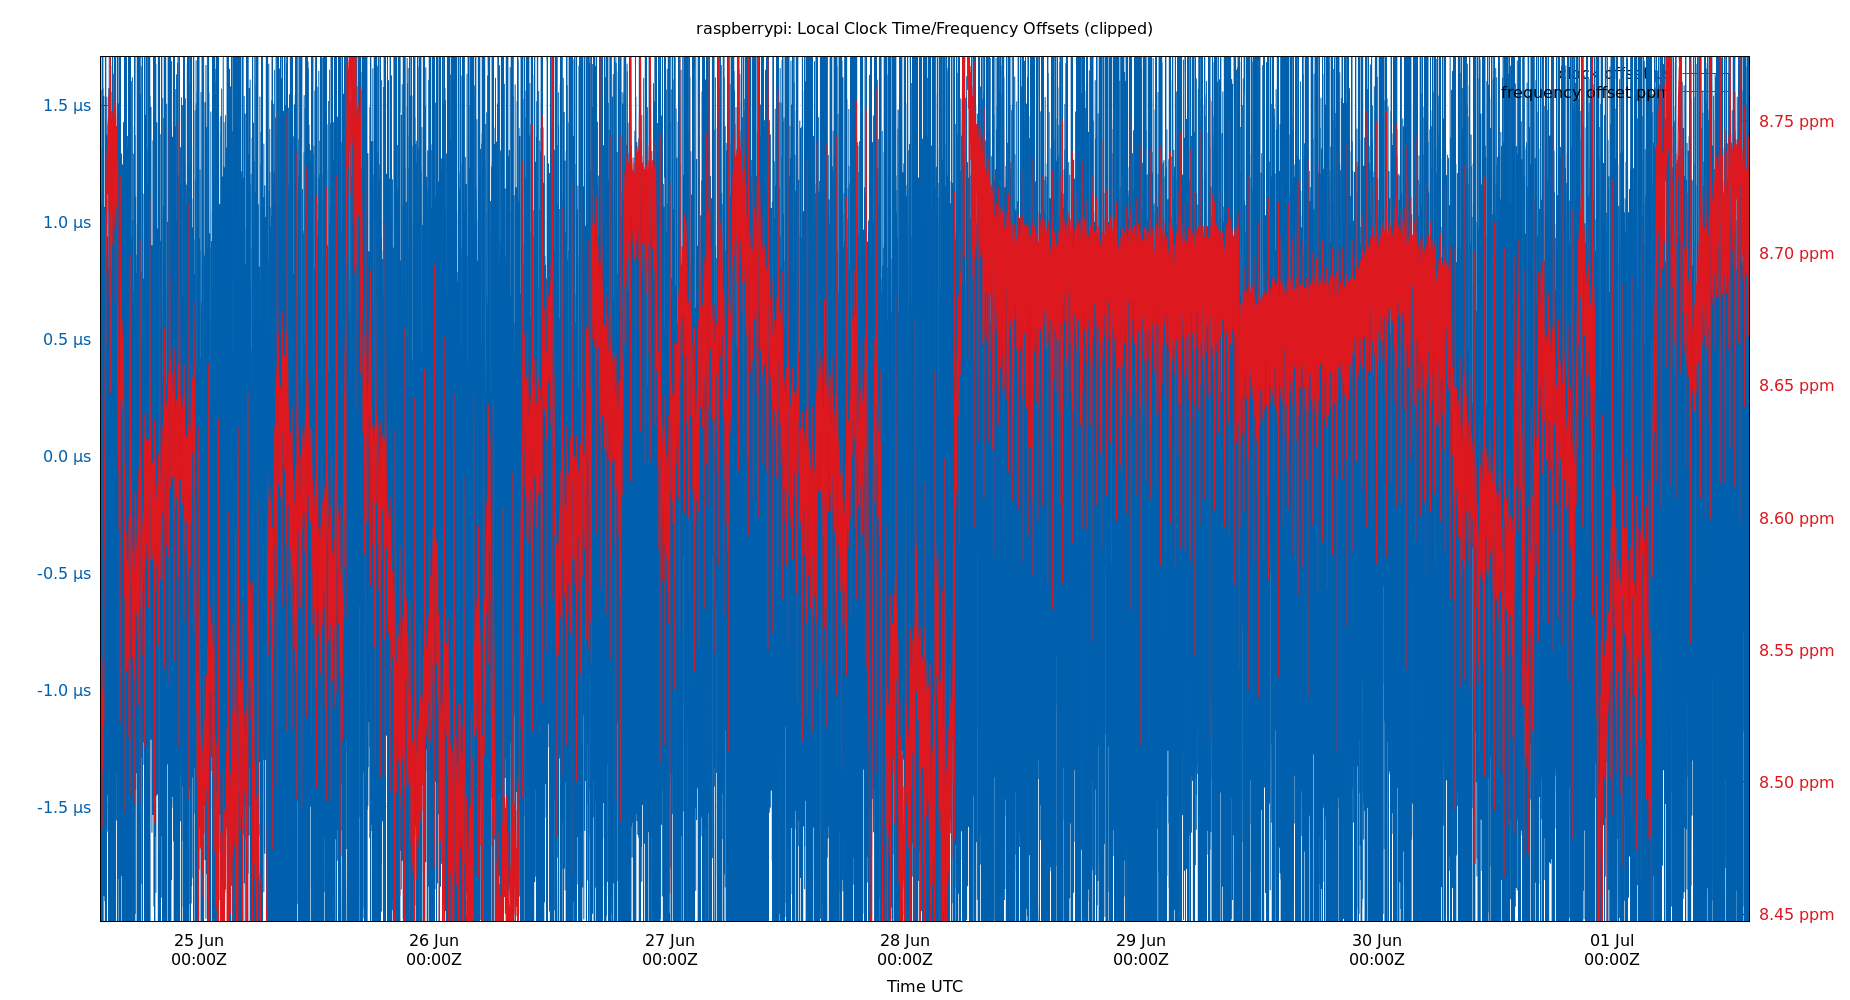 raspberrypi: Local Clock Time/Frequency Offsets (clipped)
clock offset
frequency offset ppm
1.5 μs
1.0 μs
0.5 μs
0.0 μs
-0.5 μs
-1.0 μs
-1.5 μs
8.75 ppm
8.70 ppm
8.65 ppm
8.60 ppm
8.55 ppm
8.50 ppm
8.45 ppm
25 Jun 26 Jun 27 Jun 28 Jun 29 Jun 30 Jun 01 Jul
00:00Z 00:00Z 00:00Z 00:00Z 00:00Z 00:00Z 00:00Z
Time UTC